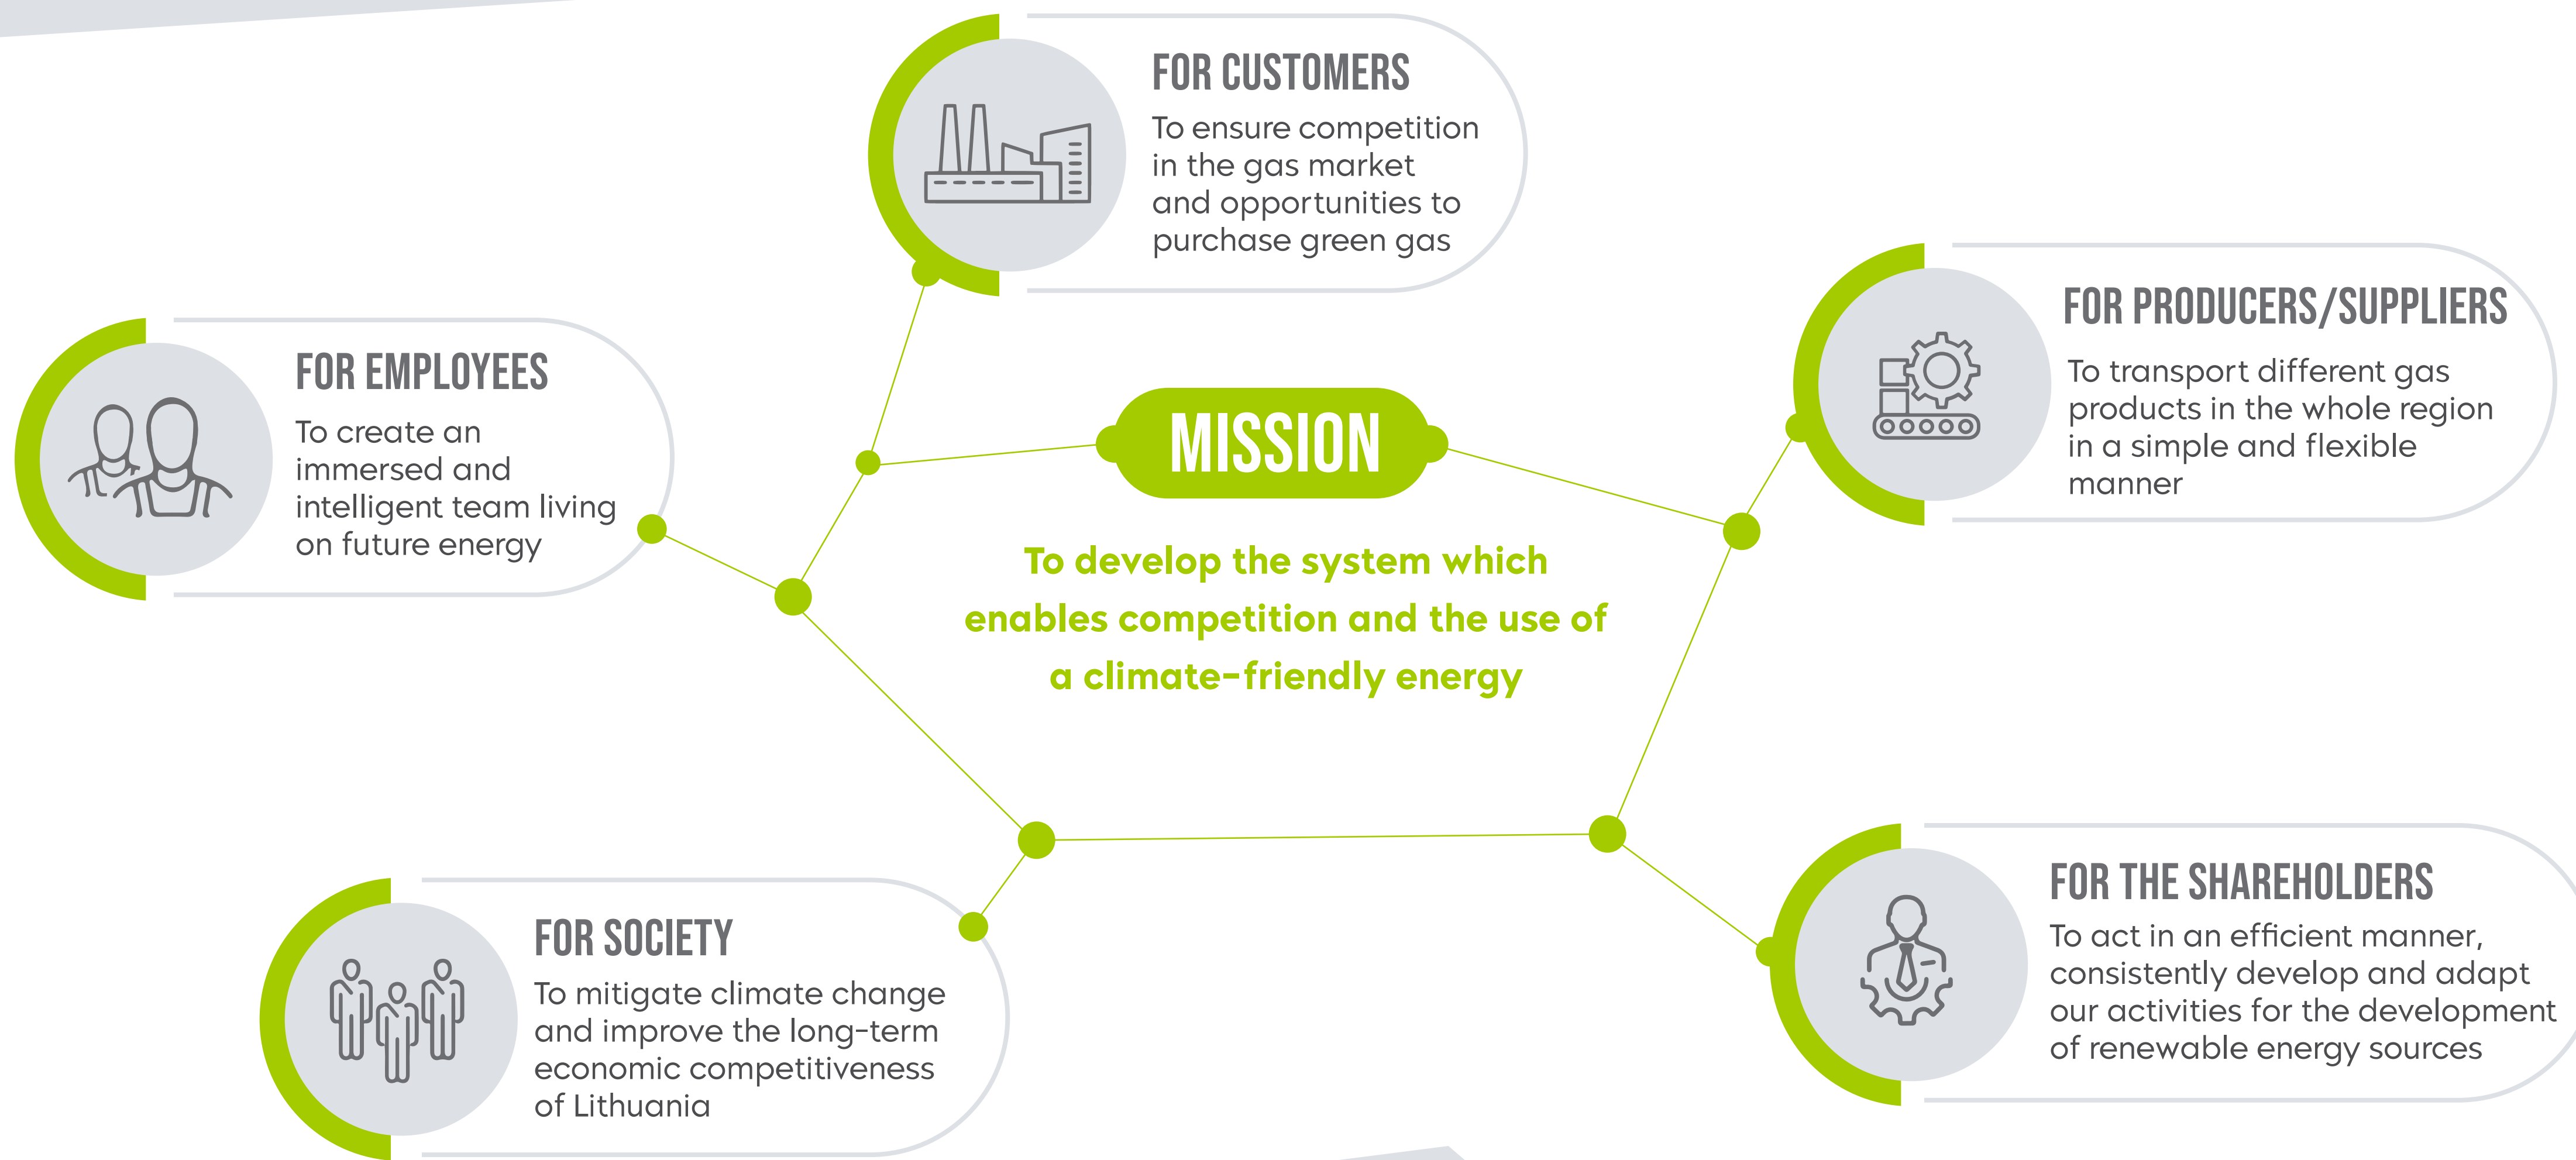 FOR CUSTOMERS
To ensure competition
in the gas market
and opportunities to
purchase green gas
FOR PRODUCERS/SUPPLIERS
To transport different gas
products in the whole region
in a simple and flexible
manner
FOR EMPLOYEES
To create an
immersed and
intelligent team living
on future energy
MISSION
To develop the system which
enables competition and the use of
a climate-friendly energy
FOR THE SHAREHOLDERS
To act in an efficient manner,
consistently develop and adapt
our activities for the development
of renewable energy sources
FOR SOCIETY
To mitigate climate change
and improve the long-term
economic competitiveness
of Lithuania